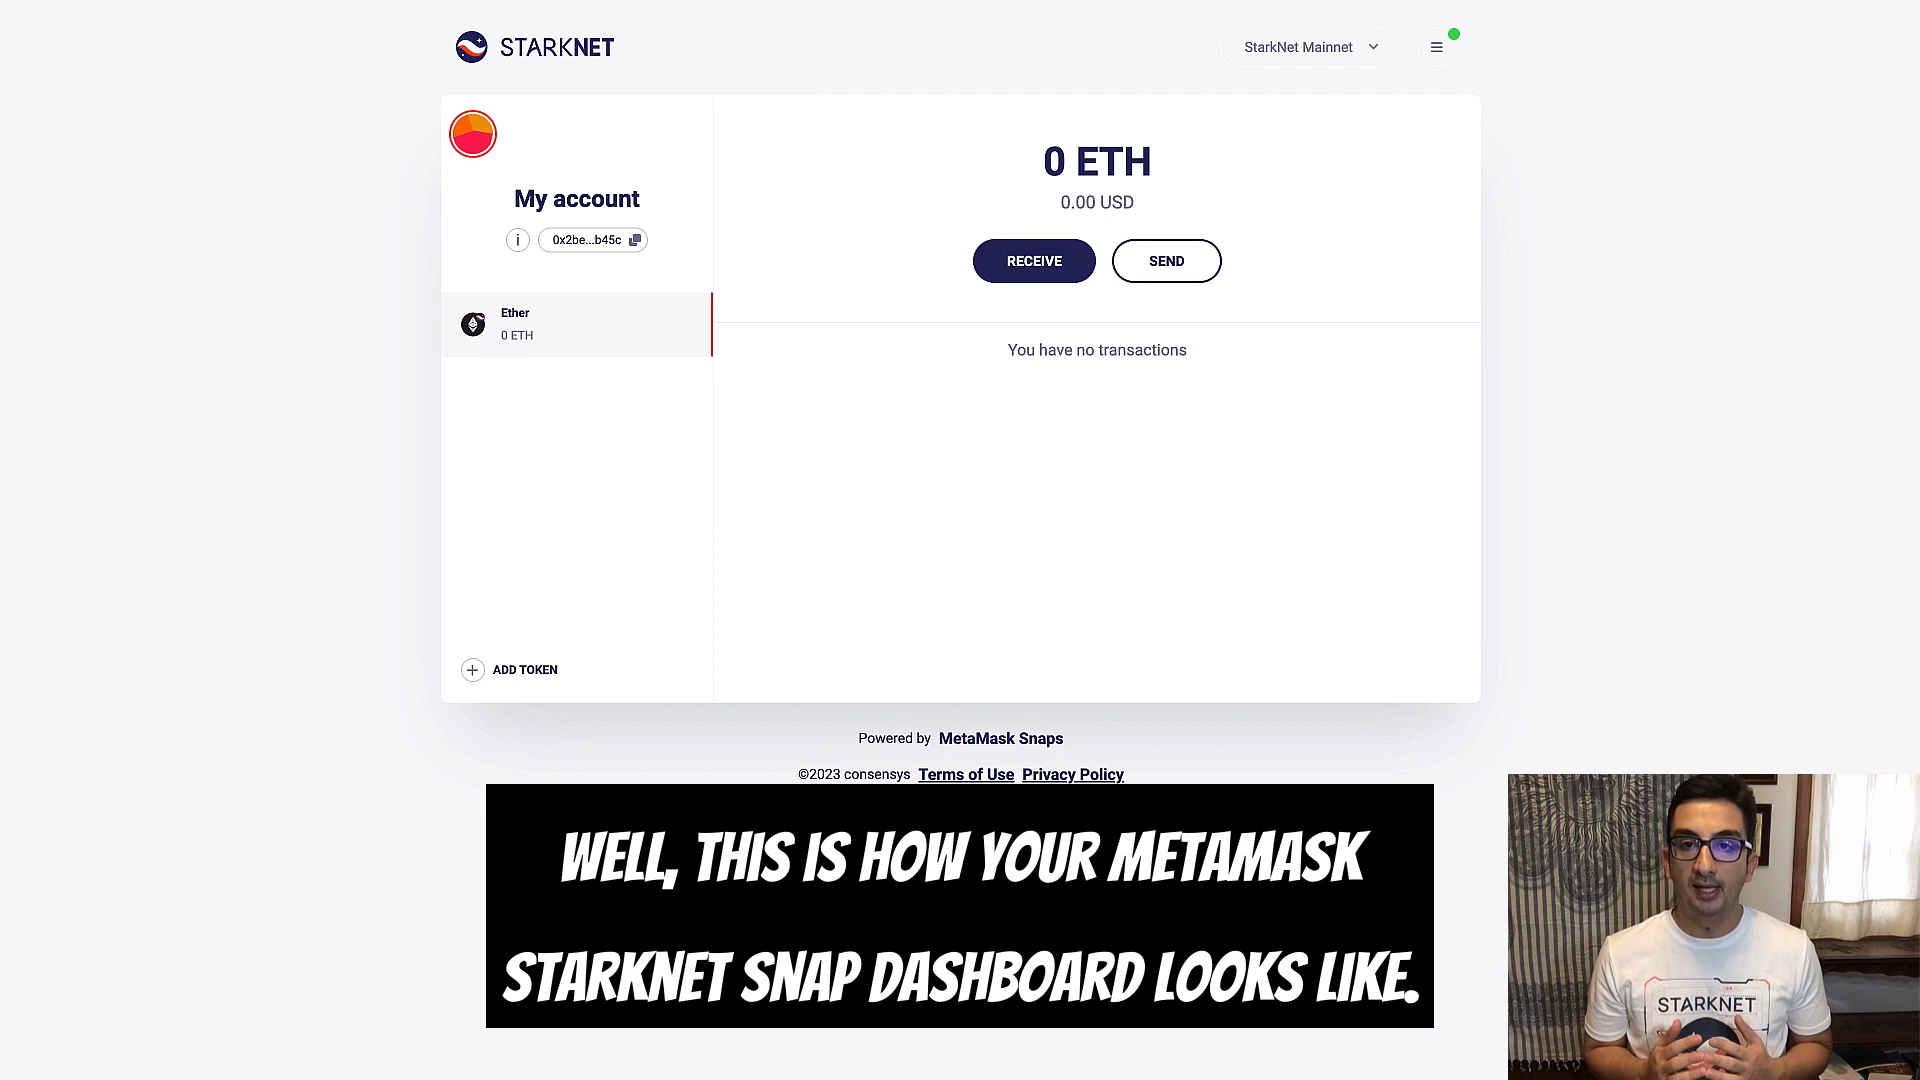 STARKNET
StarkNet Mainnet
My account
0x2be...b45c
Ether
0 ETH
ADD TOKEN
0 ETH
0.00 USD
RECEIVE
SEND
You have no transactions
Powered by MetaMask Snaps
©2023 consensys Terms of Use Privacy Policy
WELL, THIS IS HOW YOUR METAMASK
STARKNET SNAP DASHBOARD LOOKS LIKE.
STARKNET